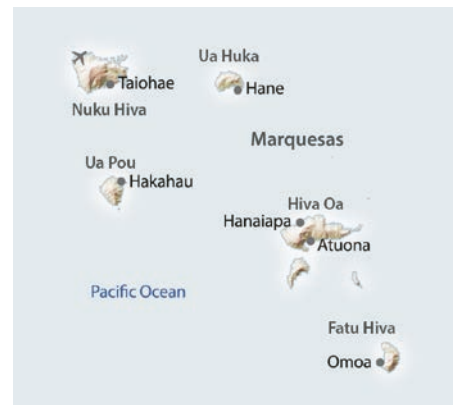 Ua Huka
Taiohae
Hane
Nuku Hiva
Marquesas
Ua Pou
Hakahau
Hiva Oa
Hanaiapa
Atuona
Pacific Ocean
Fatu Hiva
Omoa